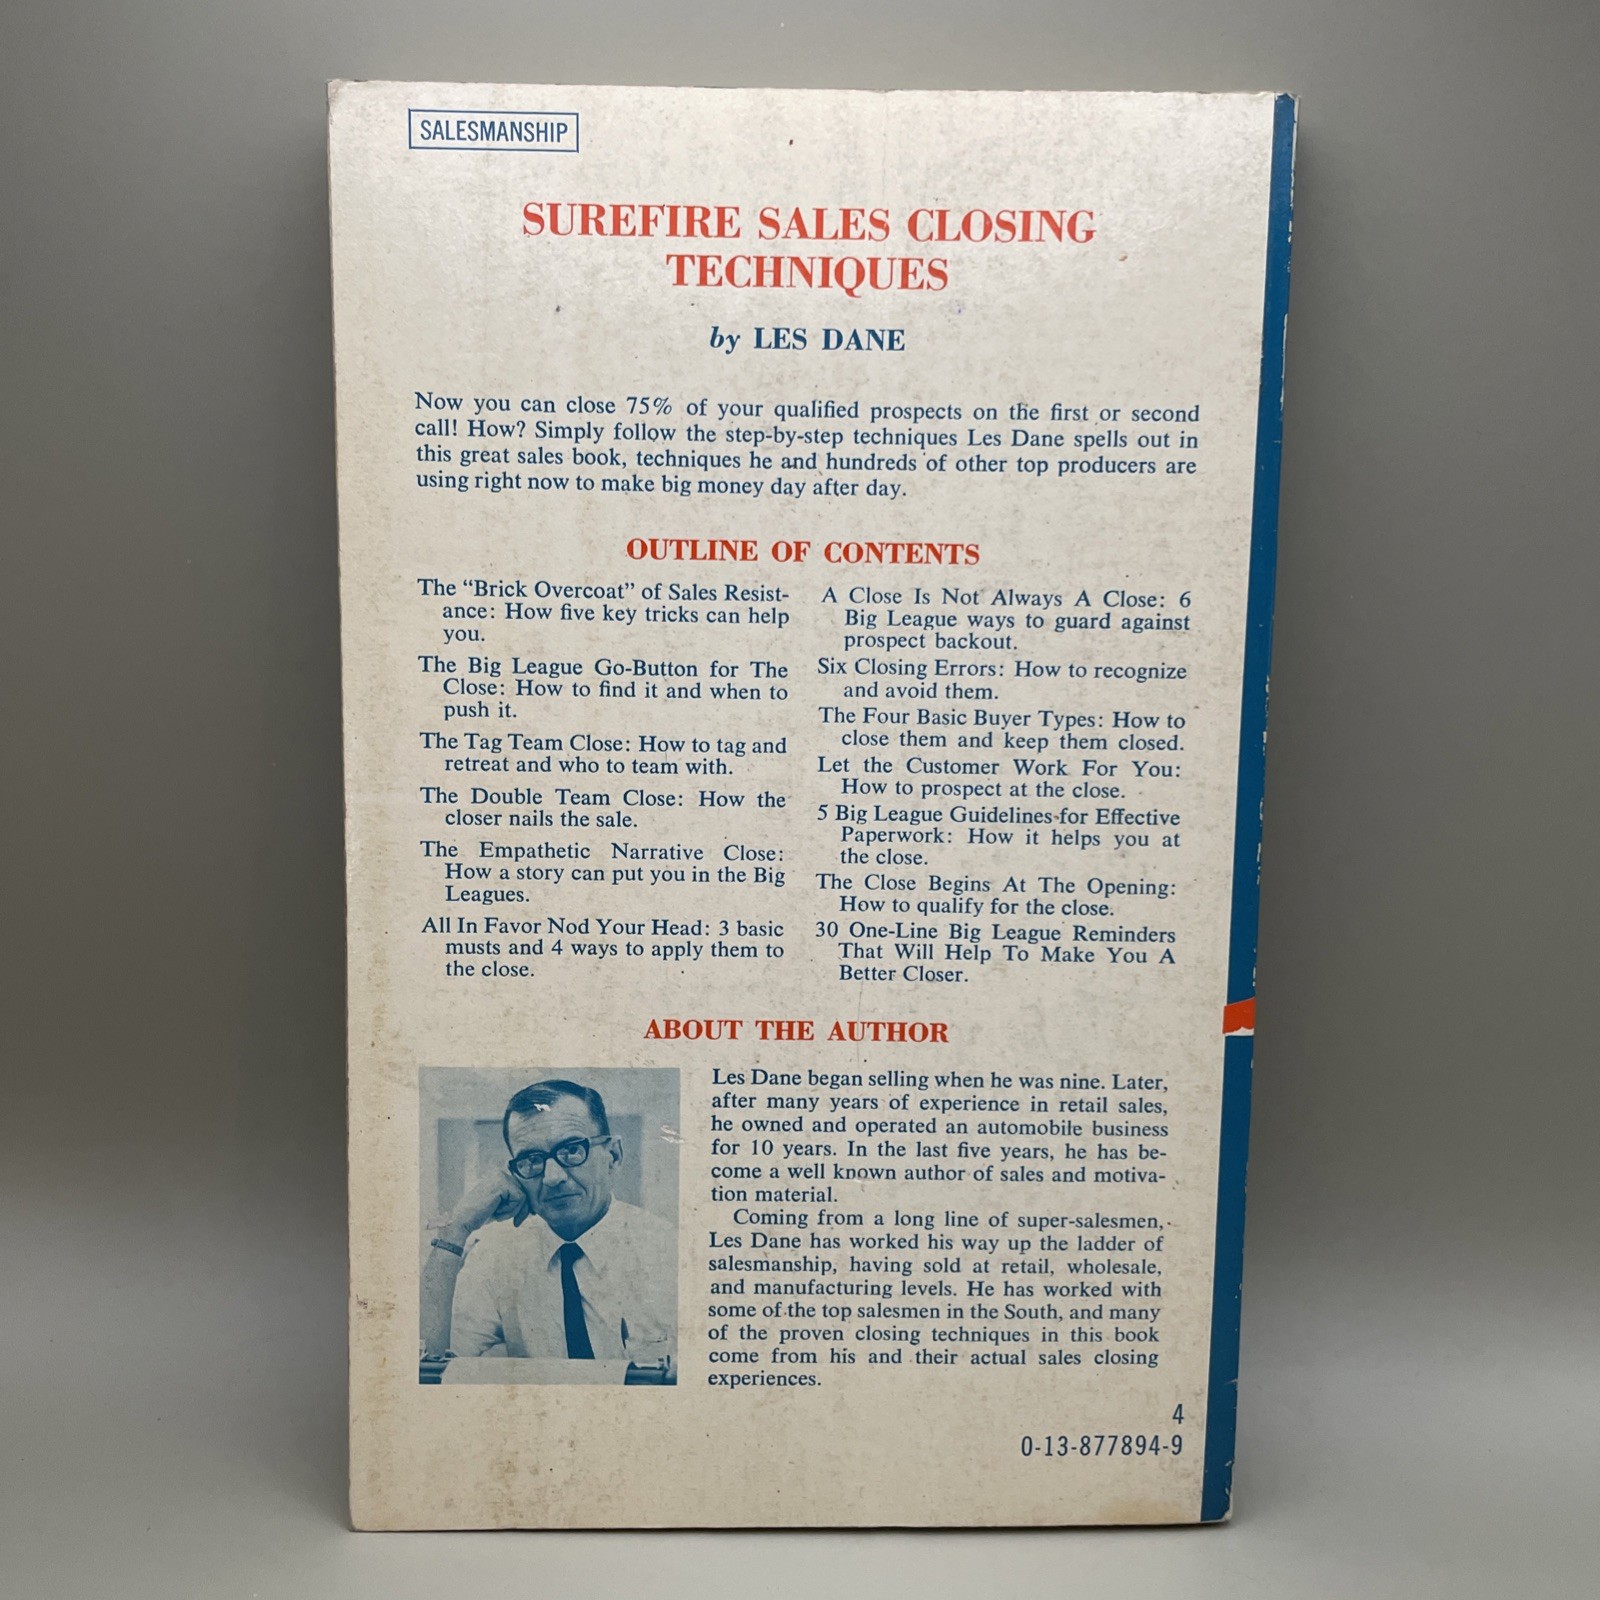 SALESMANSHIP
SUREFIRE SALES CLOSING
TECHNIQUES
by LES DANE
Now you can close 75% of your qualified prospects on the first or second
call! How? Simply follow the step-by-step techniques Les Dane spells out in
this great sales book, techniques he and hundreds of other top producers are
using right now to make big money day after day.
OUTLINE OF CONTENTS
The “Brick Overcoat” of Sales Resist-
ance: How five key tricks can help
you.
The Big League Go-Button for The
Close: How to find it and when to
push it.
The Tag Team Close: How to tag and
retreat and who to team with.
The Double Team Close: How the
closer nails the sale.
The Empathetic Narrative Close:
How a story can put you in the Big
Leagues.
All In Favor Nod Your Head: 3 basic
musts and 4 ways to apply them to
the close.
A Close Is Not Always A Close: 6
Big League ways to guard against
prospect backout.
Six Closing Errors: How to recognize
and avoid them.
The Four Basic Buyer Types: How to
close them and keep them closed.
Let the Customer Work For You:
How to prospect at the close.
5 Big League Guidelines for Effective
Paperwork: How it helps you at
the close.
The Close Begins At The Opening:
How to qualify for the close.
30 One-Line Big League Reminders
That Will Help To Make You A
Better Closer.
ABOUT THE AUTHOR
Les Dane began selling when he was nine. Later,
after many years of experience in retail sales,
he owned and operated an automobile business
for 10 years. In the last five years, he has be-
come a well known author of sales and motiva-
tion material.
Coming from a long line of super-salesmen,
Les Dane has worked his way up the ladder of
salesmanship, having sold at retail, wholesale,
and manufacturing levels. He has worked with
some of the top salesmen in the South, and many
of the proven closing techniques in this book
come from his and their actual sales closing
experiences.
4
0-13-877894-9